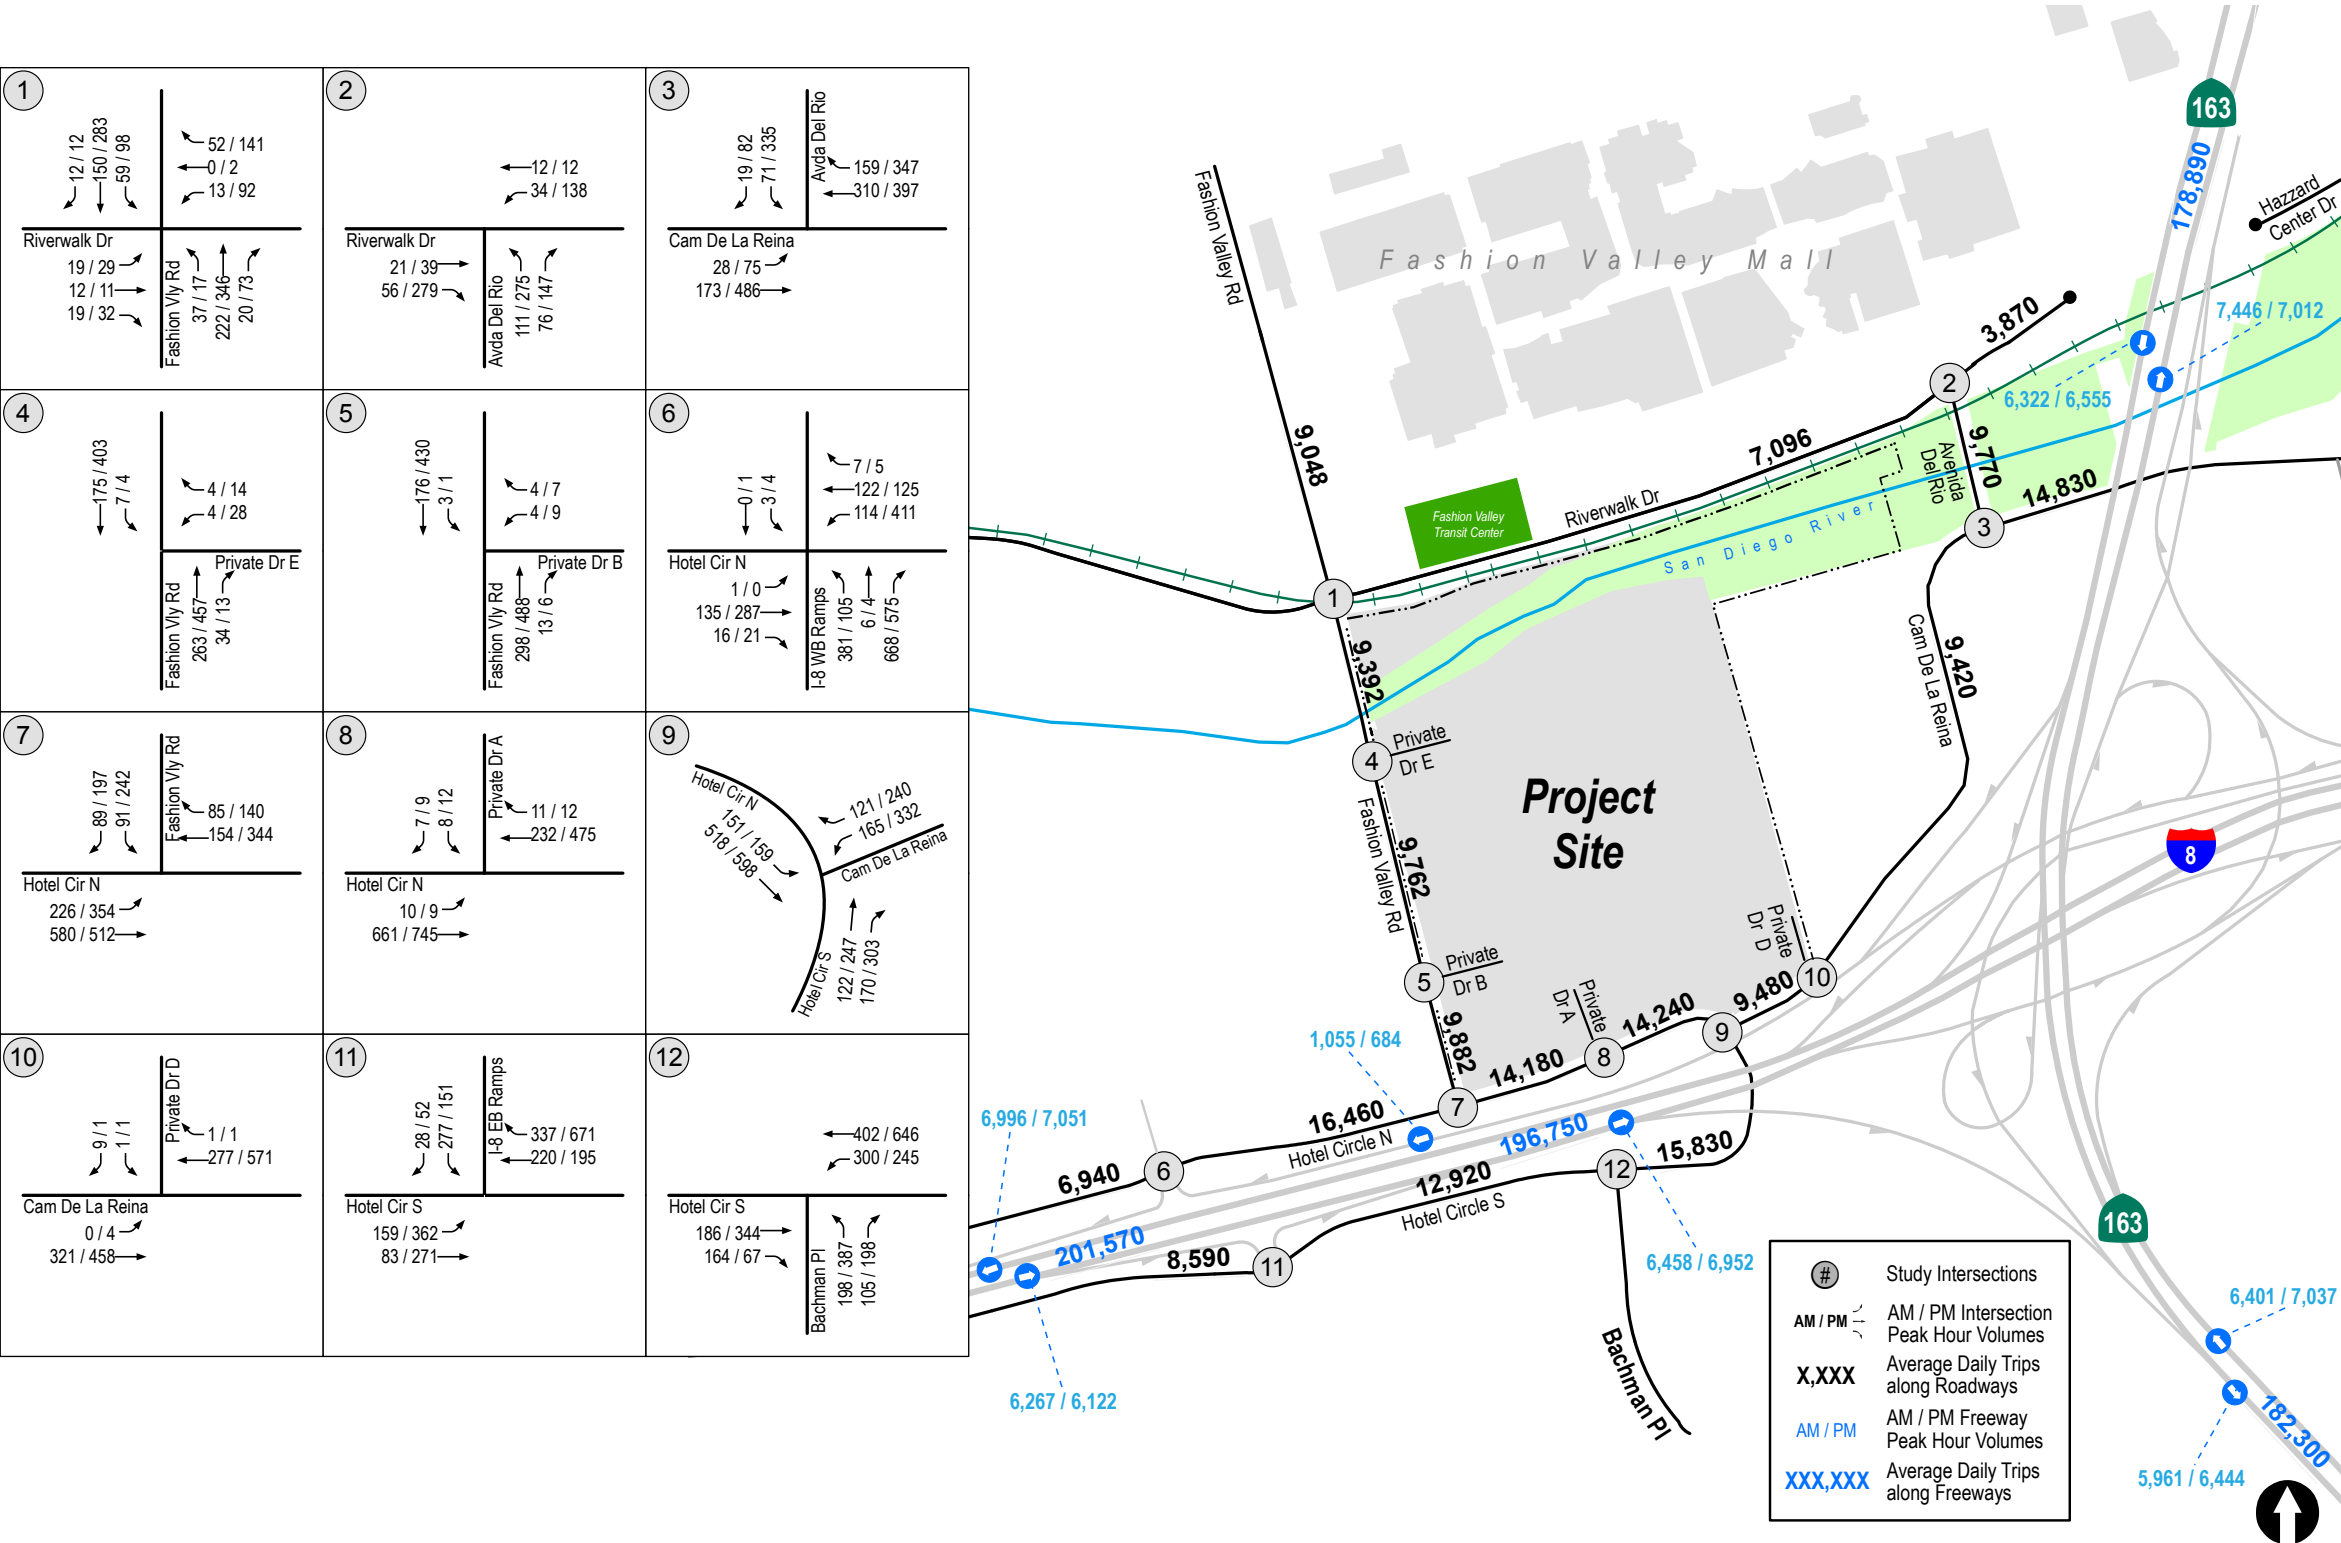 1
12 / 12
150 / 283
59 / 98
52 / 141
0 / 2
13 / 92
Riverwalk Dr
19 / 29
12 / 11
19 / 32
Fashion Vly Rd
37 / 17
222 / 346
20 / 73
2
12 / 12
34 / 138
Riverwalk Dr
21 / 39
56 / 279
Avda Del Rio
111 / 275
76 / 147
3
19 / 82
71 / 335
Avda Del Rio
159 / 347
310 / 397
Cam De La Reina
28 / 75
173 / 486
4
175 / 403
7 / 4
4 / 14
4 / 28
Private Dr E
Fashion Vly Rd
263 / 457
34 / 13
5
176 / 430
3 / 1
4 / 7
4 / 9
Private Dr B
Fashion Vly Rd
298 / 488
13 / 6
6
0 / 1
3 / 4
7 / 5
122 / 125
114 / 411
Hotel Cir N
1 / 0
135 / 287
16 / 21
I-8 WB Ramps
381 / 105
6 / 4
668 / 575
7
89 / 197
91 / 242
Fashion Vly Rd
85 / 140
154 / 344
Hotel Cir N
226 / 354
580 / 512
8
7 / 9
8 / 12
Private Dr A
11 / 12
232 / 475
Hotel Cir N
10 / 9
661 / 745
9
Hotel Cir N
151 / 159
518 / 598
121 / 240
165 / 332
Cam De La Reina
Hotel Cir S
122 / 247
170 / 303
10
9 / 1
1 / 1
Private Dr D
1 / 1
277 / 571
Cam De La Reina
0 / 4
321 / 458
11
28 / 52
277 / 151
I-8 EB Ramps
337 / 671
220 / 195
Hotel Cir S
159 / 362
83 / 271
12
402 / 646
300 / 245
Hotel Cir S
186 / 344
164 / 67
Bachman Pl
198 / 387
105 / 198
163
178,890
Hazzard
Center Dr
Fashion Valley Rd
Fashion Valley Mall
7,446 / 7,012
3,870
2
6,322 / 6,555
9,048
7,096
9,770
Avenida
Del Rio
14,830
Fashion Valley
Transit Center
Riverwalk Dr
San Diego River
3
1
9,392
Cam De La Reina
9,420
4
Private
Dr E
Project
Site
Fashion Valley Rd
9,762
8
Private
Dr D
5
Private
Dr B
10
9,480
Private
Dr A
14,240
9
9,882
1,055 / 684
8
14,180
7
16,460
Hotel Circle N
196,750
6,996 / 7,051
6
6,940
12
15,830
12,920
Hotel Circle S
201,570
8,590
11
6,458 / 6,952
163
6,267 / 6,122
Bachman Pl
6,401 / 7,037
182,300
5,961 / 6,444
#
Study Intersections
AM / PM
AM / PM Intersection
Peak Hour Volumes
X,XXX
Average Daily Trips
along Roadways
AM / PM
AM / PM Freeway
Peak Hour Volumes
XXX,XXX
Average Daily Trips
along Freeways